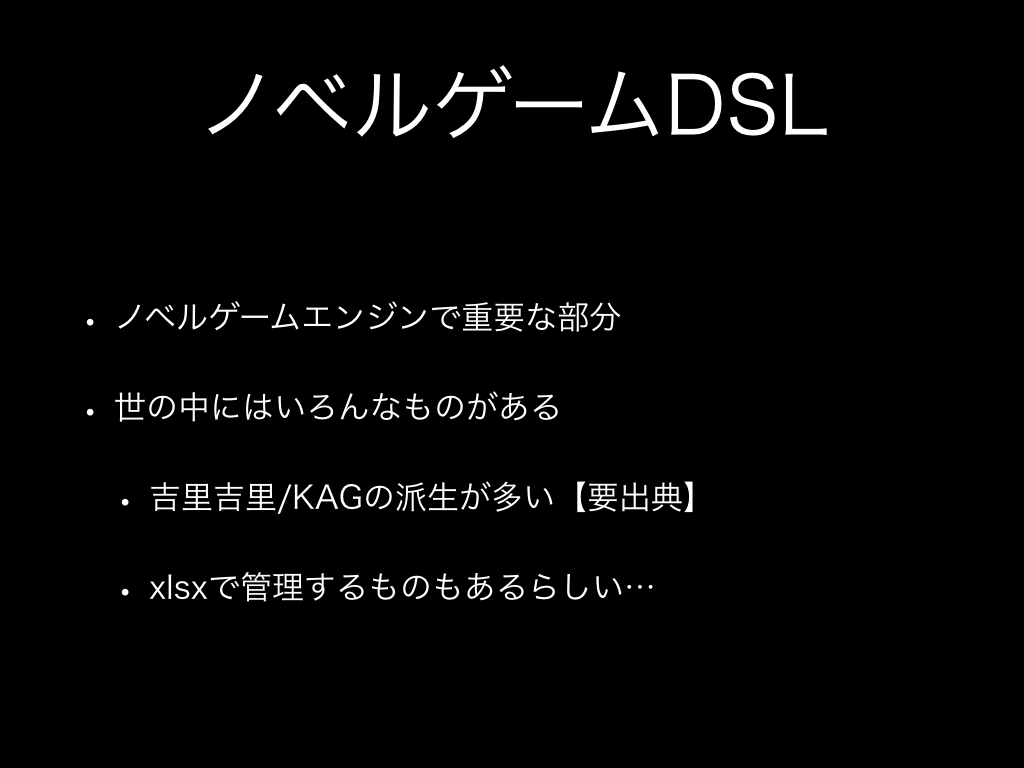 ノベルゲームDSL
• ノベルゲームエンジンで重要な部分
• 世の中にはいろんなものがある
• 吉里吉里/KAGの派生が多い【要出典】
• xlsxで管理するものもあるらしい…